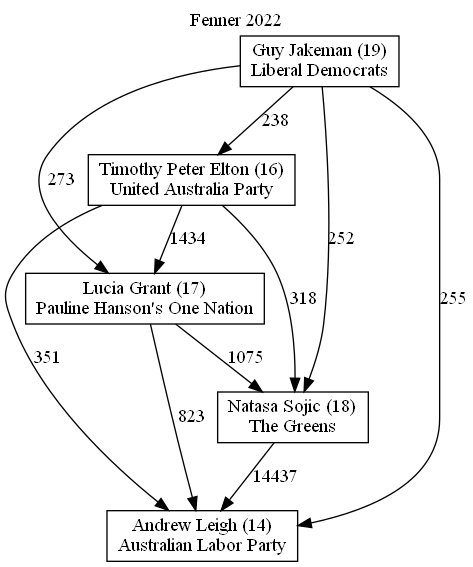 Fenner 2022
Guy Jakeman (19)
Liberal Democrats
238
Timothy Peter Elton (16)
United Australia Party
273
1434
252
Lucia Grant (17)
Pauline Hanson's One Nation
318
255
351
1075
823
Natasa Sojic (18)
The Greens
14437
Andrew Leigh (14)
Australian Labor Party